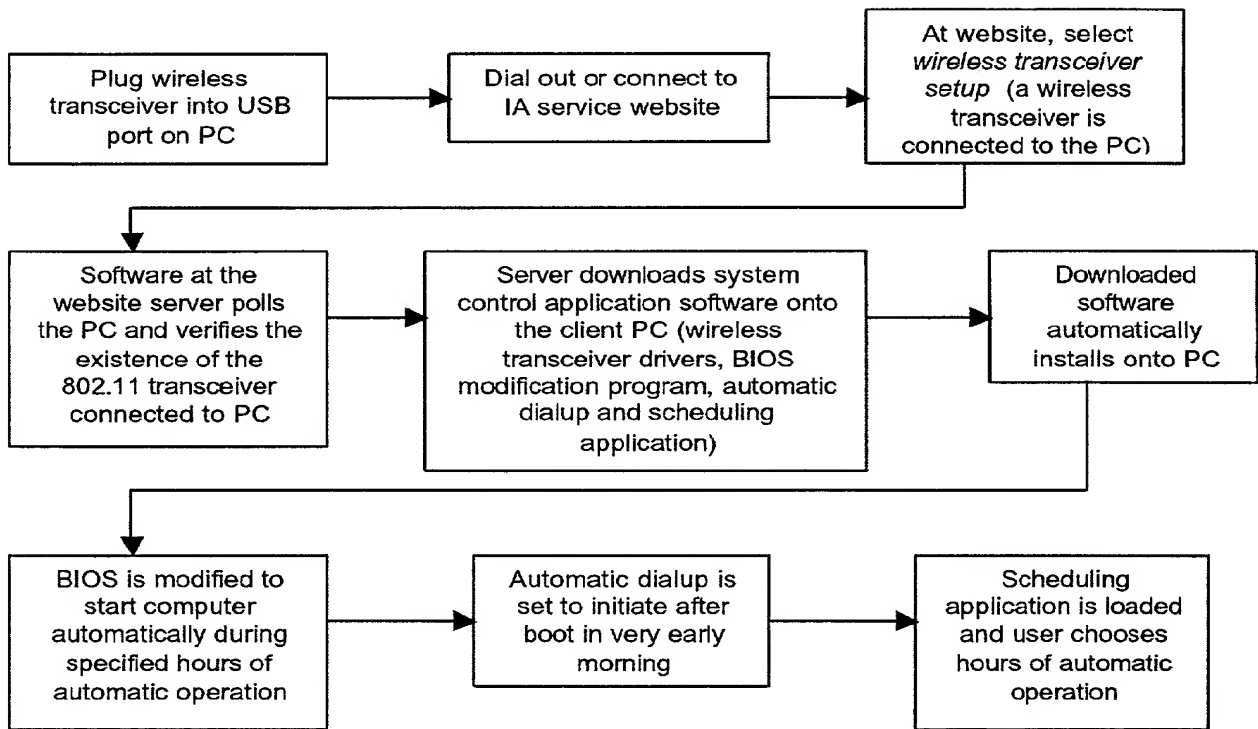 Plug wireless
transceiver into USB
port on PC
Dial out or connect to
IA service website
At website, select
wireless transceiver
setup (a wireless
transceiver is
connected to the PC)
Software at the
website server polls
the PC and verifies the
existence of the
802.11 transceiver
connected to PC
Server downloads system
control application software onto
the client PC (wireless
transceiver drivers, BIOS
modification program, automatic
dialup and scheduling
application)
Downloaded
software
automatically
installs onto PC
BIOS is modified to
start computer
automatically during
specified hours of
automatic operation
Automatic dialup is
set to initiate after
boot in very early
morning
Scheduling
application is loaded
and user chooses
hours of automatic
operation